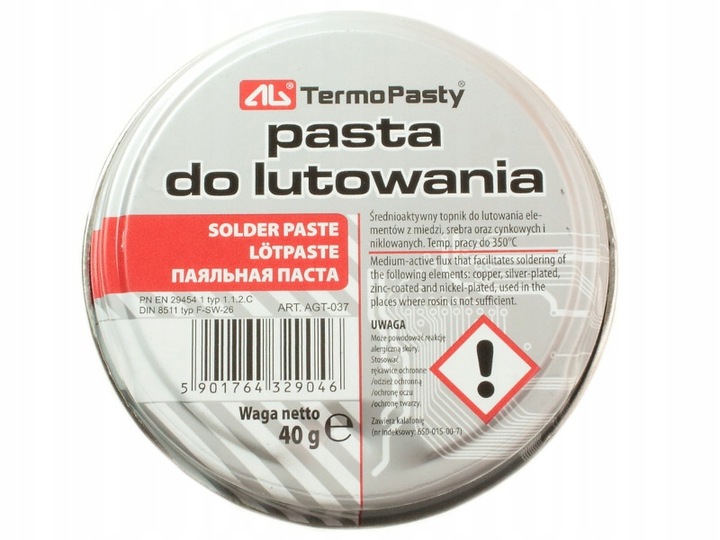 AG TermoPasty®
pasta
do lutowania
SOLDER PASTE
LÖTPASTE
ПАЯЛЬНАЯ ПАСТА
PN EN 29454 1 typ 1.1.2.C
DIN 8511 typ F-SW-26
ART. AGT-037
5 901764 329046
Waga netto
40 g ℮
Średnioaktywny topnik do lutowania ele-
mentów z miedzi, srebra oraz cynkowych i
niklowanych. Temp. pracy do 350°C
Medium-active flux that facilitates soldering of
the following elements: copper, silver-plated,
zinc-coated and nickel-plated, used in the
places where rosin is not sufficient.
UWAGA
Może powodować reakcję
alergiczną skóry.
Stosować
rękawice ochronne
/odzież ochronną
/ochronę oczu
/ochronę twarzy.
Zawiera kalafonię
(nr indeksowy: 650-015-00-7)